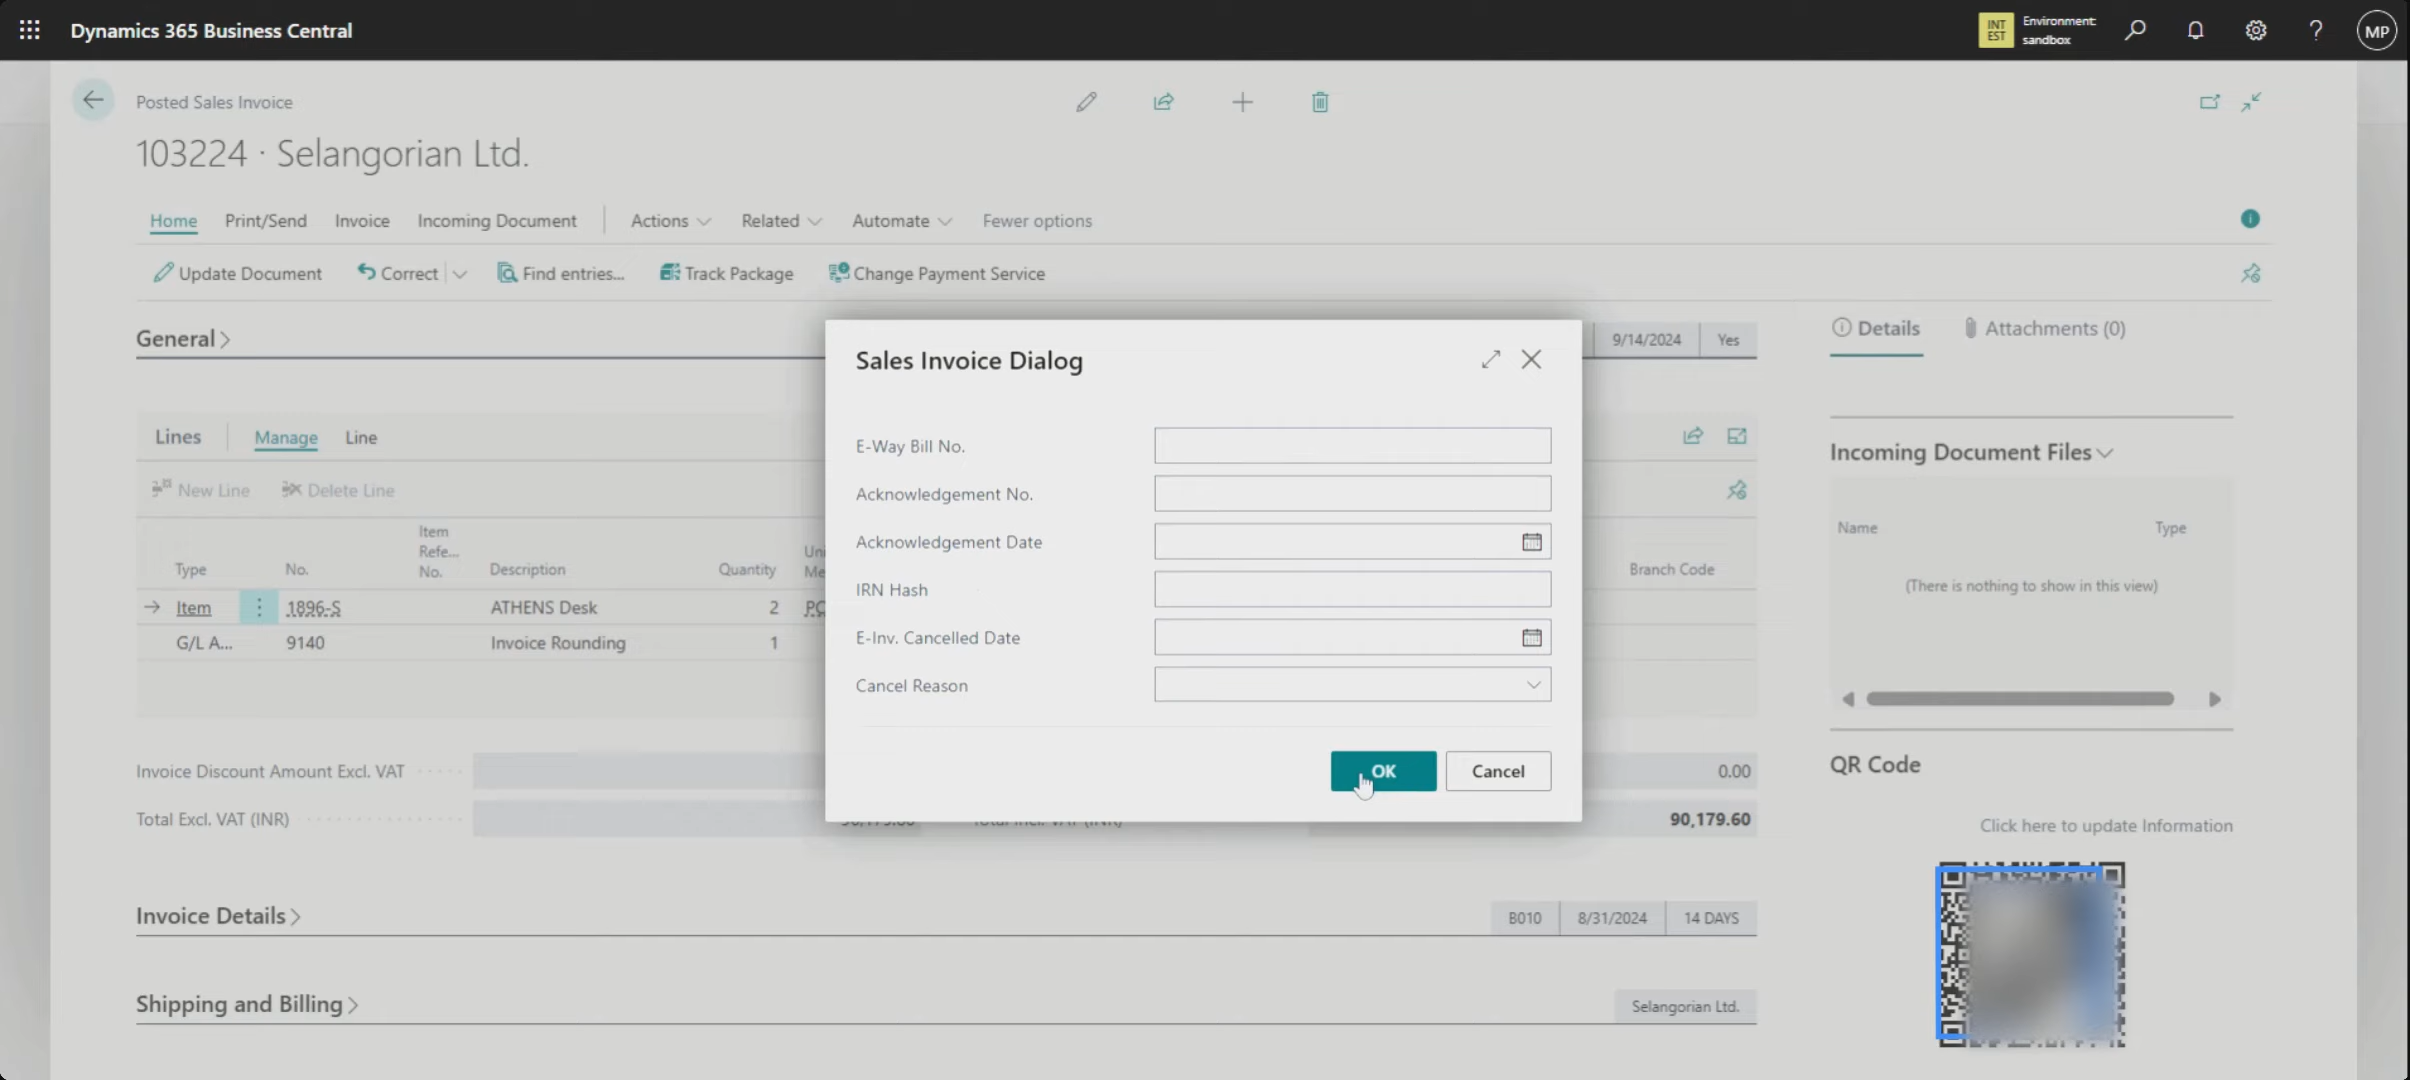 Dynamics 365 Business Central
INT
EST
Environment:
sandbox
MP
Posted Sales Invoice
103224 · Selangorian Ltd.
Home Print/Send Invoice Incoming Document Actions Related Automate Fewer options
Update Document Correct Find entries... Track Package Change Payment Service
General
9/14/2024 Yes
Details Attachments (0)
Sales Invoice Dialog
E-Way Bill No.
Acknowledgement No.
Acknowledgement Date
IRN Hash
E-Inv. Cancelled Date
Cancel Reason
OK Cancel
Lines Manage Line
New Line Delete Line
Type No. Item Refe... No. Description Quantity Branch Code
Item 1896-S ATHENS Desk 2 PC
G/L A... 9140 Invoice Rounding 1
Incoming Document Files
Name Type
(There is nothing to show in this view)
Invoice Discount Amount Excl. VAT 0.00
Total Excl. VAT (INR) 90,179.60
QR Code
Click here to update Information
Invoice Details B010 8/31/2024 14 DAYS
Shipping and Billing Selangorian Ltd.